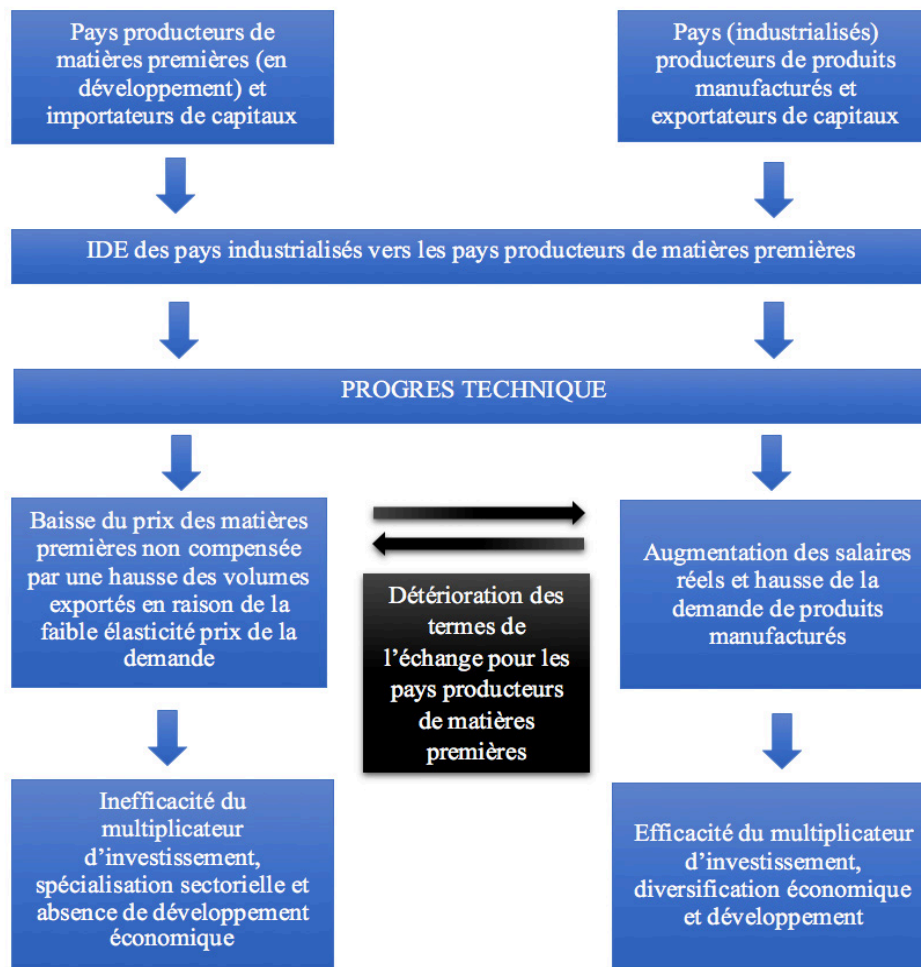 Pays producteurs de
matières premières (en
développement) et
importateurs de capitaux
Pays (industrialisés)
producteurs de produits
manufacturés et
exportateurs de capitaux
IDE des pays industrialisés vers les pays producteurs de matières premières
PROGRES TECHNIQUE
Baisse du prix des matières
premières non compensée
par une hausse des volumes
exportés en raison de la
faible élasticité prix de la
demande
Détérioration des
termes de
l’échange pour les
pays producteurs
de matières
premières
Augmentation des salaires
réels et hausse de la
demande de produits
manufacturés
Inefficacité du
multiplicateur
d’investissement,
spécialisation sectorielle et
absence de développement
économique
Efficacité du multiplicateur
d’investissement,
diversification économique
et développement